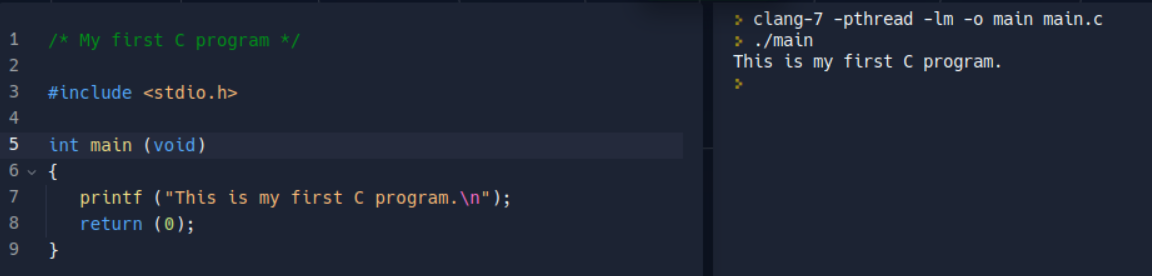 1 /* My first C program */
2
3 #include <stdio.h>
4
5 int main (void)
6 {
7 printf ("This is my first C program.\n");
8 return (0);
9 }
> clang-7 -pthread -lm -o main main.c
> ./main
This is my first C program.
>